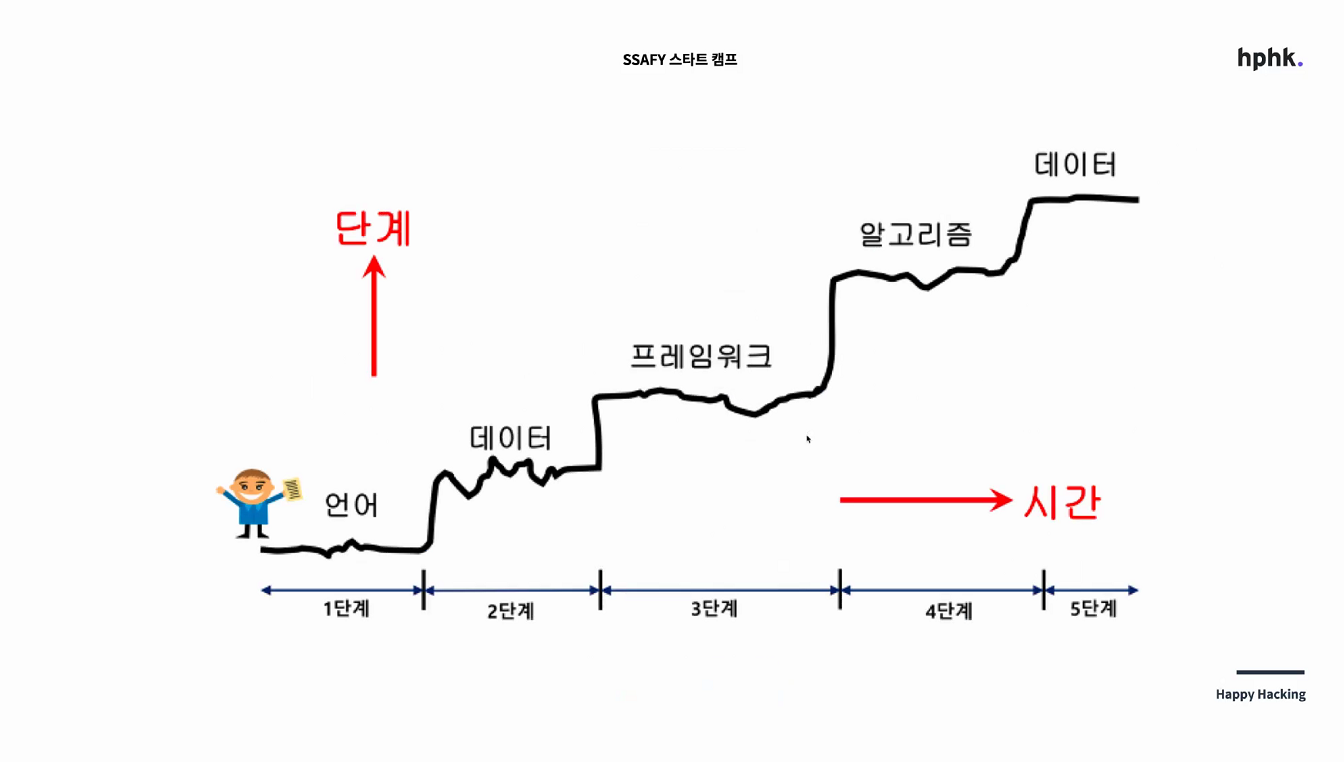 SSAFY 스타트 캠프
hphk.
데이터
단계
알고리즘
프레임워크
데이터
언어
시간
1단계
2단계
3단계
4단계
5단계
Happy Hacking